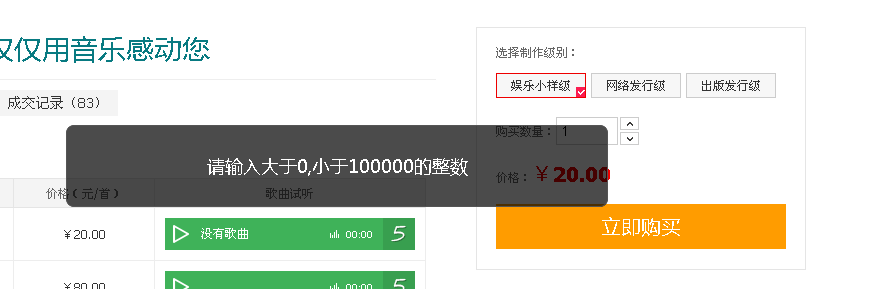 仅仅用音乐感动您
成交记录（83）
价格（元/首）
歌曲试听
￥20.00
没有歌曲
00:00
5
￥80.00
00:00
请输入大于0,小于100000的整数
选择制作级别：
娱乐小样级
网络发行级
出版发行级
购买数量：
1
价格：￥20.00
立即购买